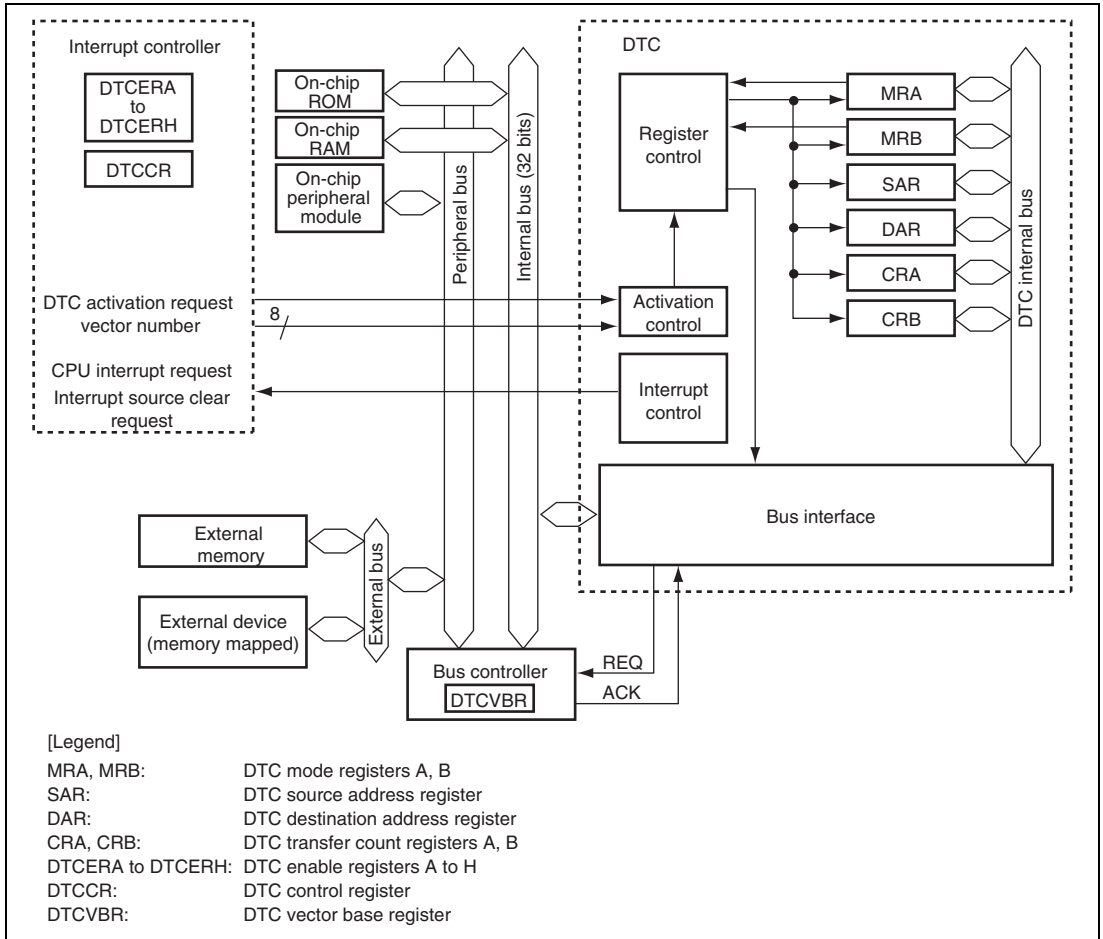 Interrupt controller
DTCERA
to
DTCERH
DTCCR
DTC activation request
vector number
8
CPU interrupt request
Interrupt source clear
request
On-chip
ROM
On-chip
RAM
On-chip
peripheral
module
Peripheral bus
Internal bus (32 bits)
DTC
Register
control
Activation
control
Interrupt
control
MRA
MRB
SAR
DAR
CRA
CRB
DTC internal bus
Bus interface
External
memory
External device
(memory mapped)
External bus
Bus controller
DTCVBR
REQ
ACK
[Legend]
MRA, MRB: DTC mode registers A, B
SAR: DTC source address register
DAR: DTC destination address register
CRA, CRB: DTC transfer count registers A, B
DTCERA to DTCERH: DTC enable registers A to H
DTCCR: DTC control register
DTCVBR: DTC vector base register